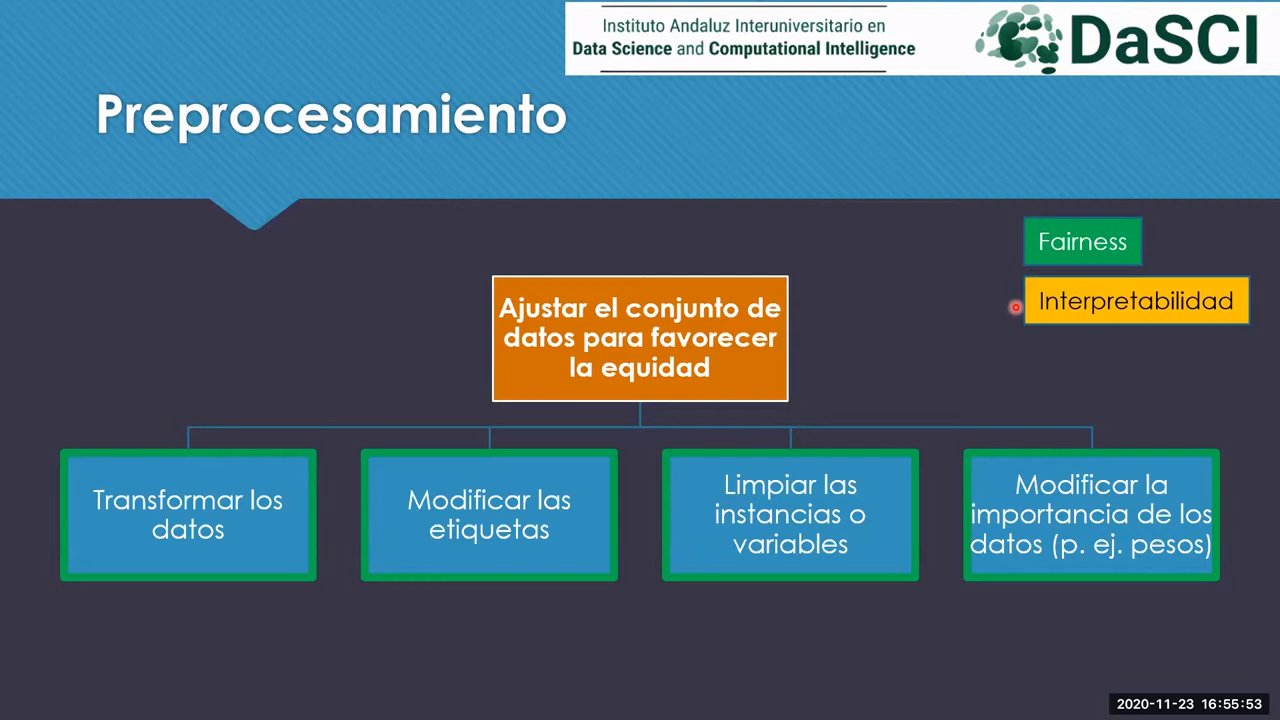 Instituto Andaluz Interuniversitario en
Data Science and Computational Intelligence
DaSCI
Preprocesamiento
Fairness
Interpretabilidad
Ajustar el conjunto de
datos para favorecer
la equidad
Transformar los
datos
Modificar las
etiquetas
Limpiar las
instancias o
variables
Modificar la
importancia de los
datos (p. ej. pesos)
2020-11-23 16:55:53